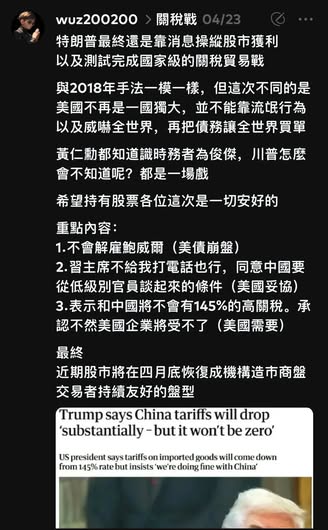 wuz200200 > 關稅戰 04/23
特朗普最終還是靠消息操縱股市獲利
以及測試完成國家級的關稅貿易戰
與2018年手法一模一樣，但這次不同的是
美國不再是一國獨大，並不能靠流氓行為
以及威嚇全世界，再把債務讓全世界買單
黃仁勳都知道識時務者為俊傑，川普怎麼
會不知道呢？都是一場戲
希望持有股票各位這次是一切安好的
重點內容：
1.不會解雇鮑威爾（美債崩盤）
2.習主席不給我打電話也行，同意中國要
從低級別官員談起來的條件（美國妥協）
3.表示和中國將不會有145%的高關稅。承
認不然美國企業將受不了（美國需要）
最終
近期股市將在四月底恢復成機構造市商盤
交易者持續友好的盤型
Trump says China tariffs will drop
‘substantially – but it won’t be zero’
US president says tariffs on imported goods will come down
from 145% rate but insists ‘we’re doing fine with China’